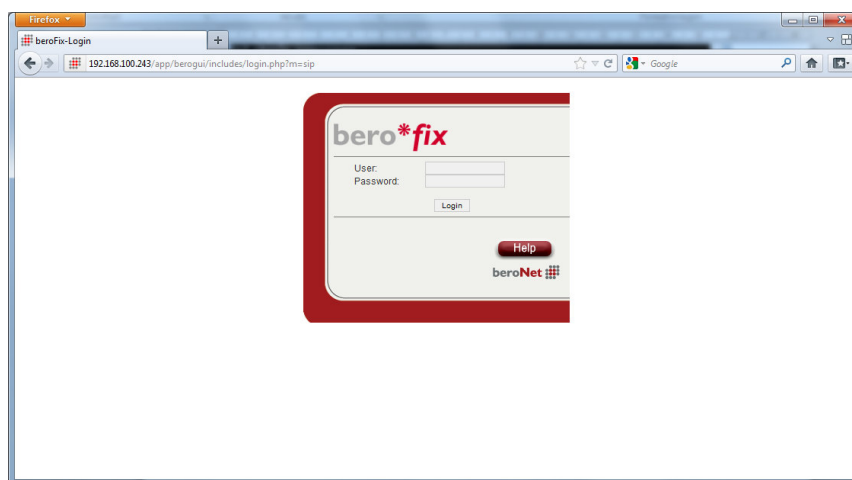 Firefox
beroFix-Login
192.168.100.243/app/berogui/includes/login.php?m=sip
Google
bero*fix
User:
Password:
Login
Help
beroNet